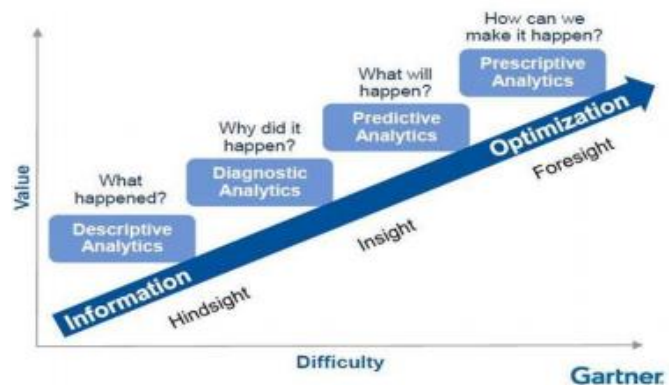 How can we
make it happen?
Prescriptive
Analytics
What will
happen?
Predictive
Analytics
Why did it
happen?
Diagnostic
Analytics
What
happened?
Descriptive
Analytics
Value
Information
Optimization
Hindsight
Insight
Foresight
Difficulty
Gartner.